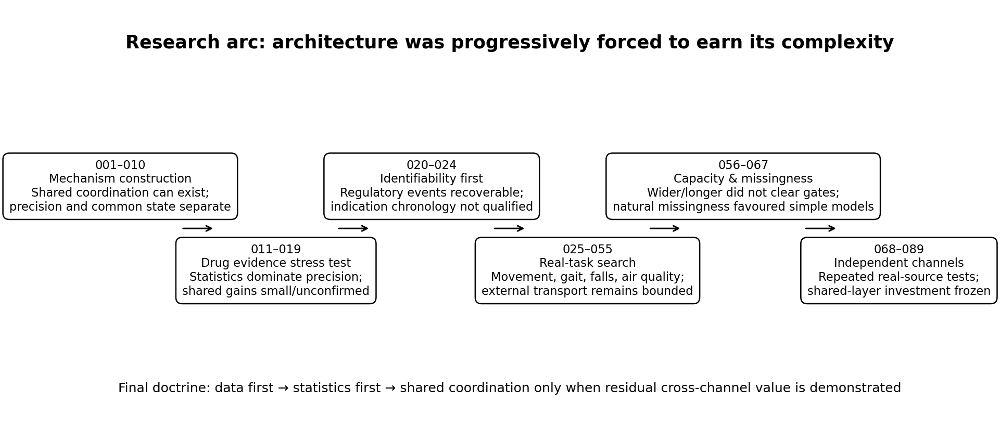 Research arc: architecture was progressively forced to earn its complexity
001–010
Mechanism construction
Shared coordination can exist;
precision and common state separate
011–019
Drug evidence stress test
Statistics dominate precision;
shared gains small/unconfirmed
020–024
Identifiability first
Regulatory events recoverable;
indication chronology not qualified
025–055
Real-task search
Movement, gait, falls, air quality;
external transport remains bounded
056–067
Capacity & missingness
Wider/longer did not clear gates;
natural missingness favoured simple models
068–089
Independent channels
Repeated real-source tests;
shared-layer investment frozen
Final doctrine: data first → statistics first → shared coordination only when residual cross-channel value is demonstrated